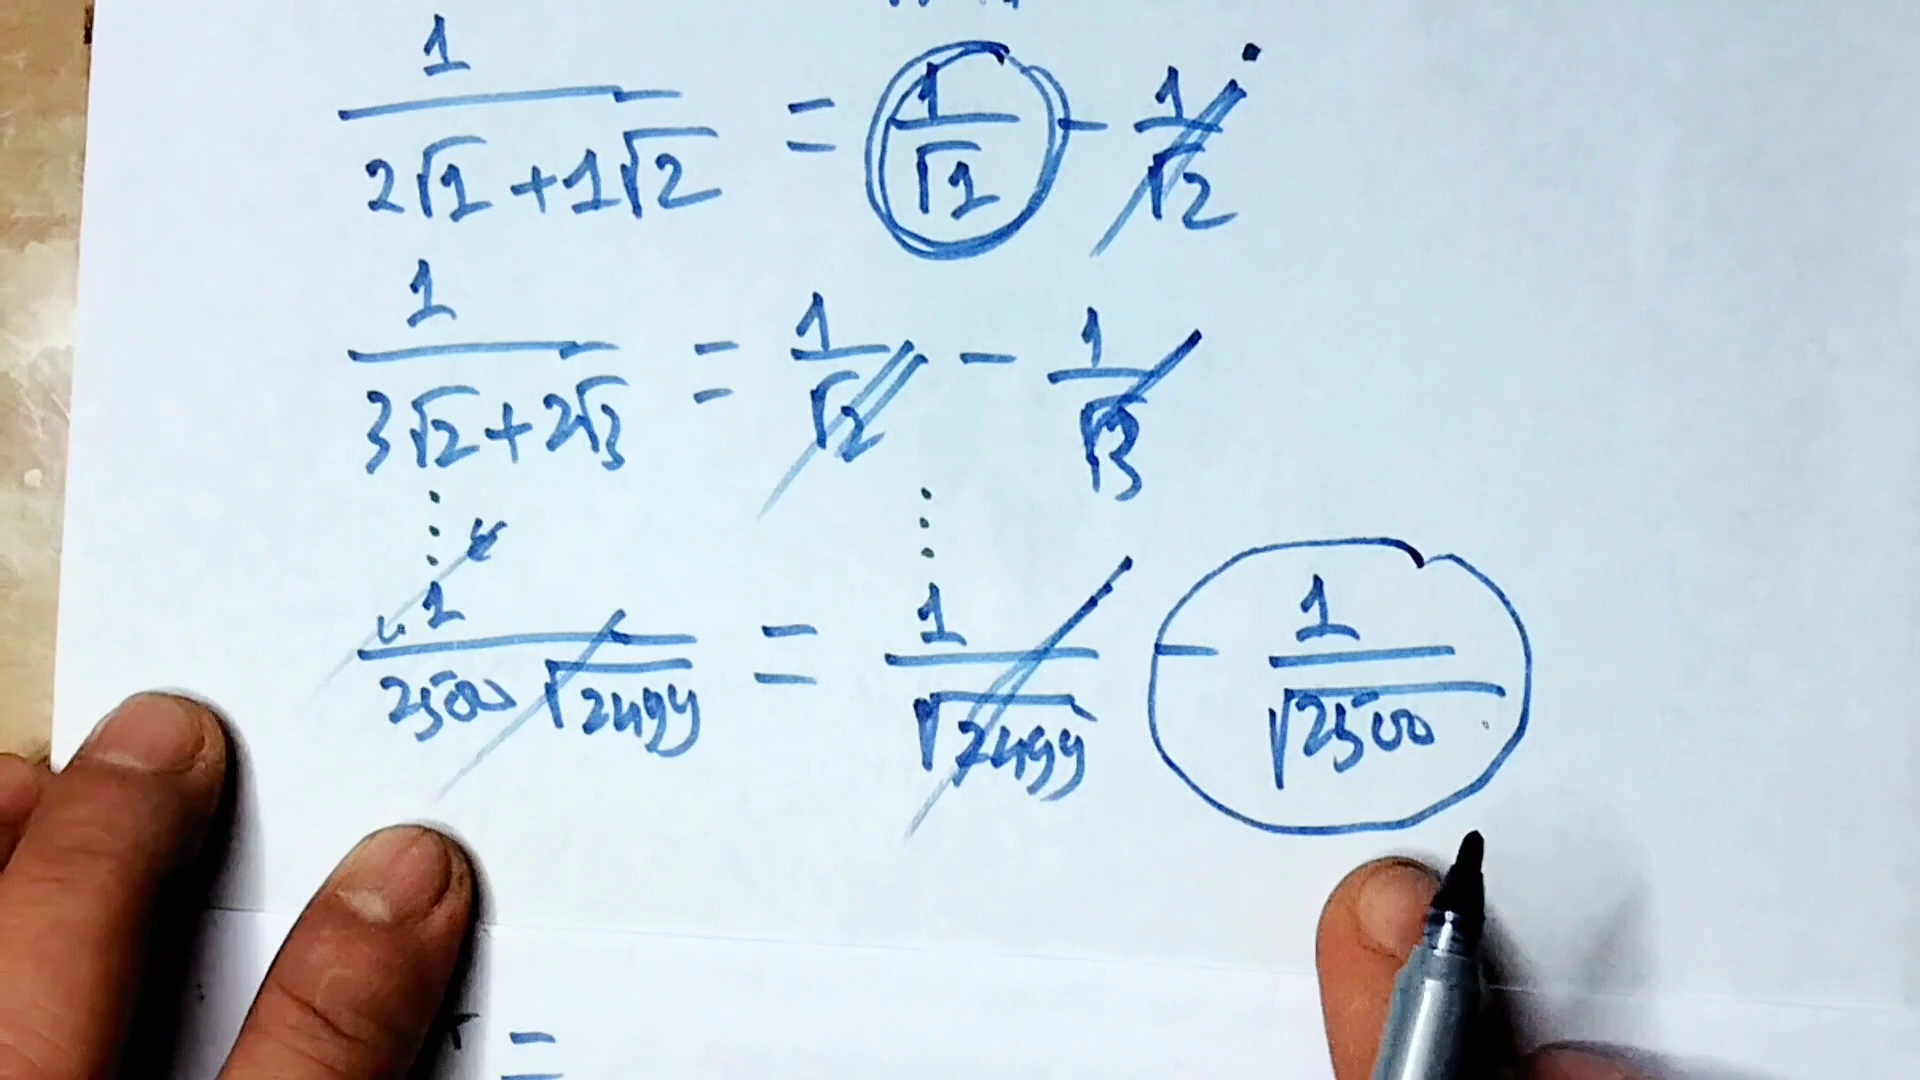 1/(2√1+1√2) = 1/√1 - 1/√2
1/(3√2+2√3) = 1/√2 - 1/√3
⋮ ⋮
1/(2500√2499) = 1/√2499 - 1/√2500
=